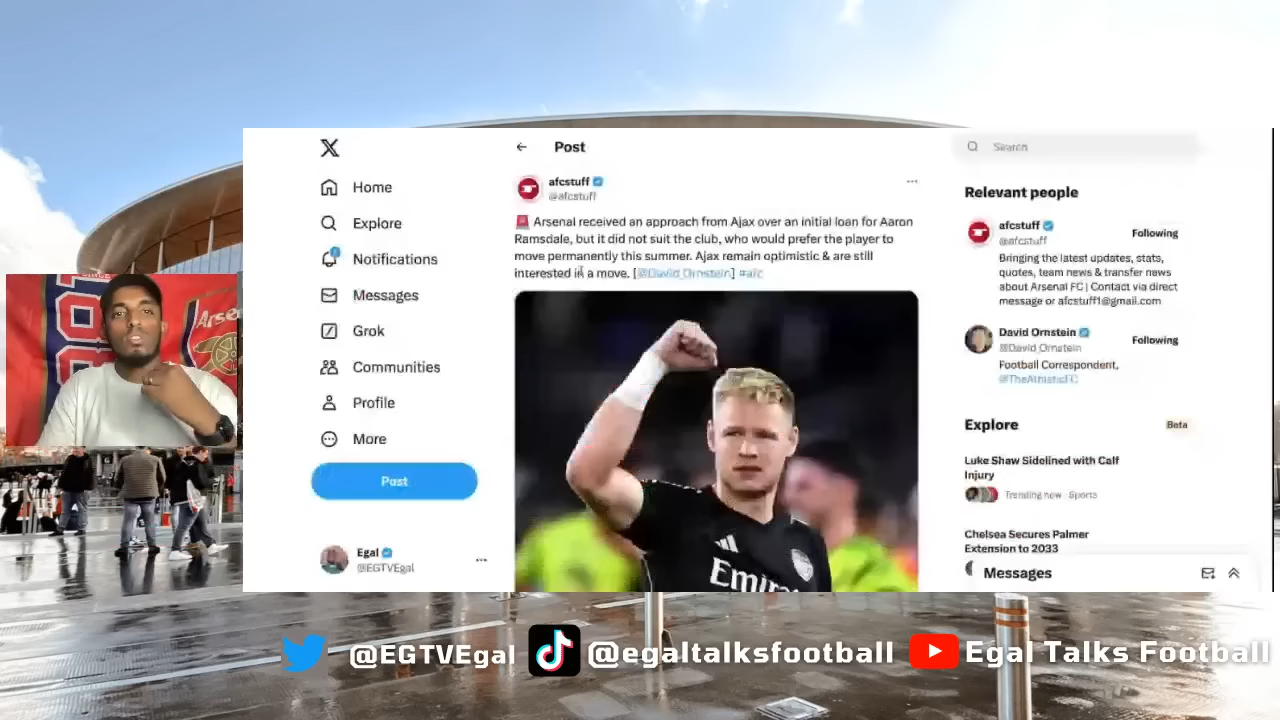 Post
Search
Home
Explore
Notifications
Messages
Grok
Communities
Profile
More
Post
Egal
@EGTVEgal
afcstuff
@afcstuff
🚨 Arsenal received an approach from Ajax over an initial loan for Aaron
Ramsdale, but it did not suit the club, who would prefer the player to
move permanently this summer. Ajax remain optimistic & are still
interested in a move. [@David_Ornstein] #afc
Emir
Relevant people
afcstuff
@afcstuff
Following
Bringing the latest updates, stats,
quotes, team news & transfer news
about Arsenal FC | Contact via direct
message or afcstuff1@gmail.com
David Ornstein
@David_Ornstein
Following
Football Correspondent,
@TheAthleticFC
Explore
Beta
Luke Shaw Sidelined with Calf
Injury
Trending now · Sports
Chelsea Secures Palmer
Extension to 2033
Messages
SINCE
Arse
@EGTVEgal
@egaltalksfootball
Egal Talks Football